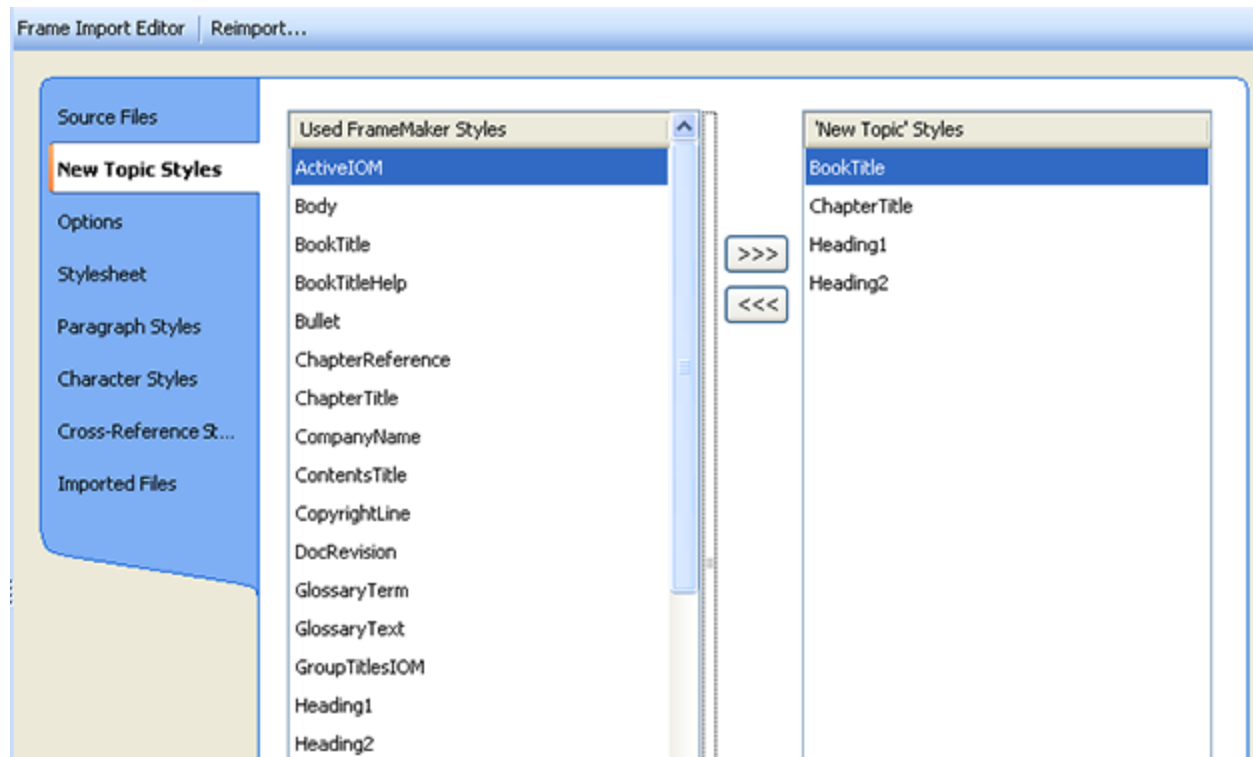 Frame Import Editor Reimport...
Source Files
New Topic Styles
Options
Stylesheet
Paragraph Styles
Character Styles
Cross-Reference St...
Imported Files
Used FrameMaker Styles
ActiveIOM
Body
BookTitle
BookTitleHelp
Bullet
ChapterReference
ChapterTitle
CompanyName
ContentsTitle
CopyrightLine
DocRevision
GlossaryTerm
GlossaryText
GroupTitlesIOM
Heading1
Heading2
>>>
<<<
'New Topic' Styles
BookTitle
ChapterTitle
Heading1
Heading2